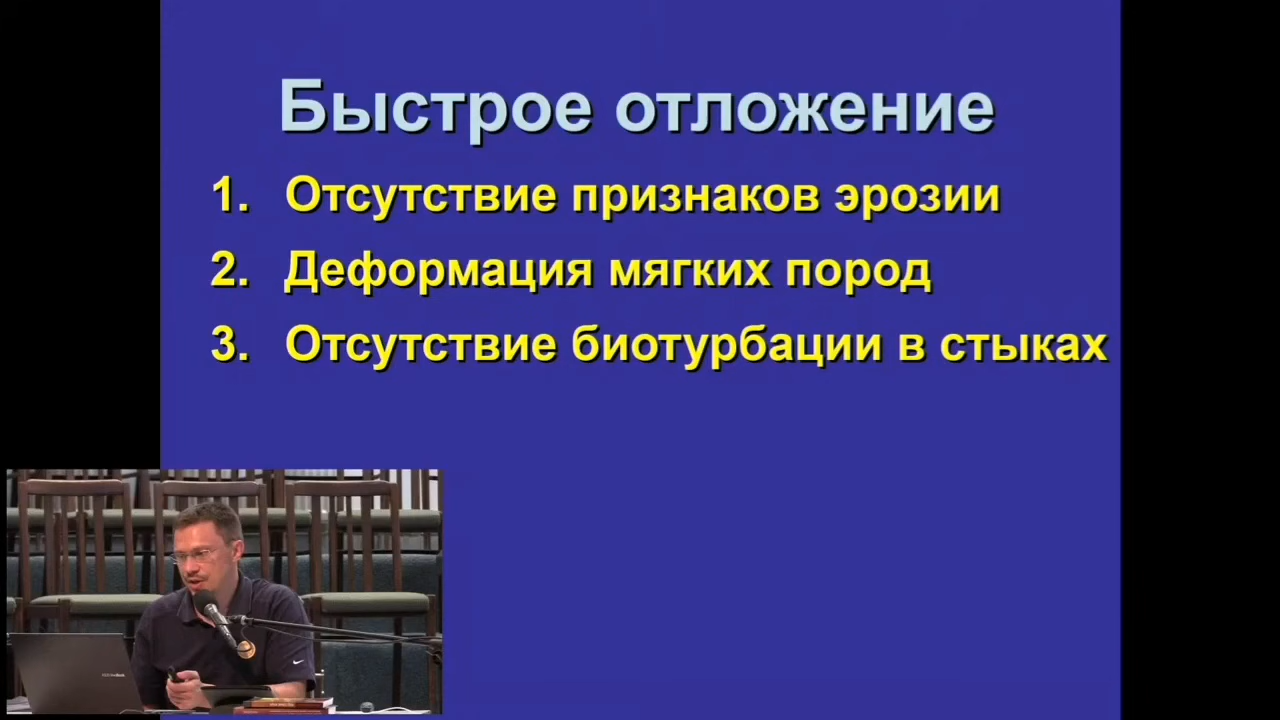 Быстрое отложение
1. Отсутствие признаков эрозии
2. Деформация мягких пород
3. Отсутствие биотурбации в стыках